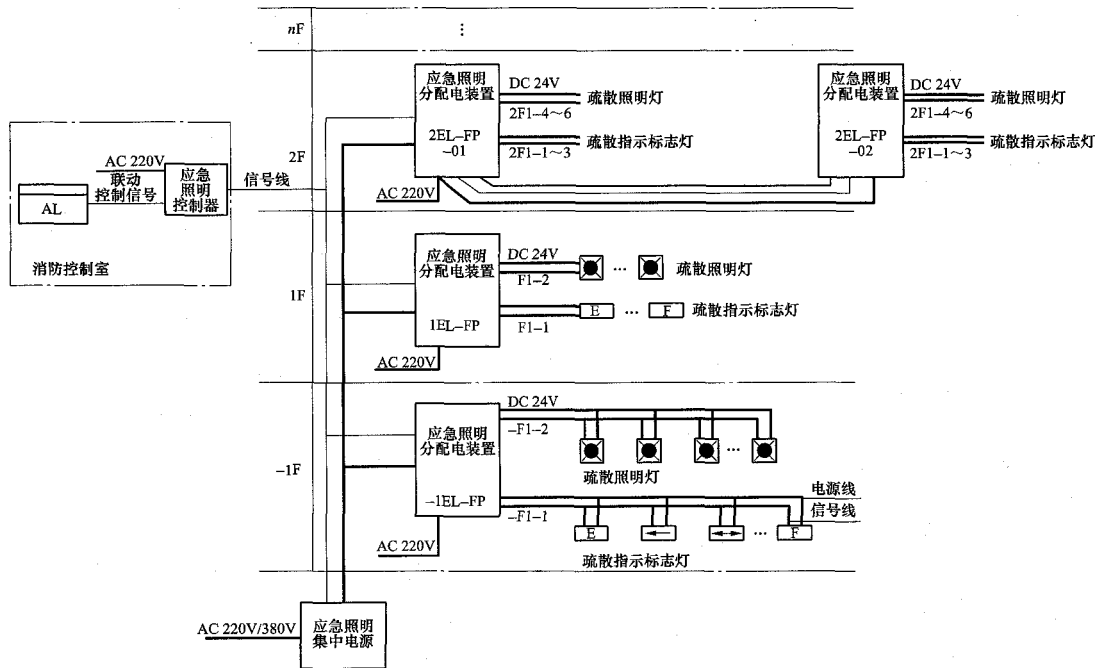 nF
⋮
应急照明
分配电装置
2EL-FP
-01
DC 24V
2F1-4～6
疏散照明灯
2F1-1～3
疏散指示标志灯
AC 220V
应急照明
分配电装置
2EL-FP
-02
DC 24V
2F1-4～6
疏散照明灯
2F1-1～3
疏散指示标志灯
2F
AC 220V
联动
控制信号
AL
应急
照明
控制器
信号线
消防控制室
1F
应急照明
分配电装置
1EL-FP
DC 24V
F1-2
···
疏散照明灯
F1-1
E
···
F
疏散指示标志灯
AC 220V
-1F
应急照明
分配电装置
-1EL-FP
DC 24V
-F1-2
···
疏散照明灯
电源线
信号线
-F1-1
E
←
↔
···
F
疏散指示标志灯
AC 220V
AC 220V/380V
应急照明
集中电源